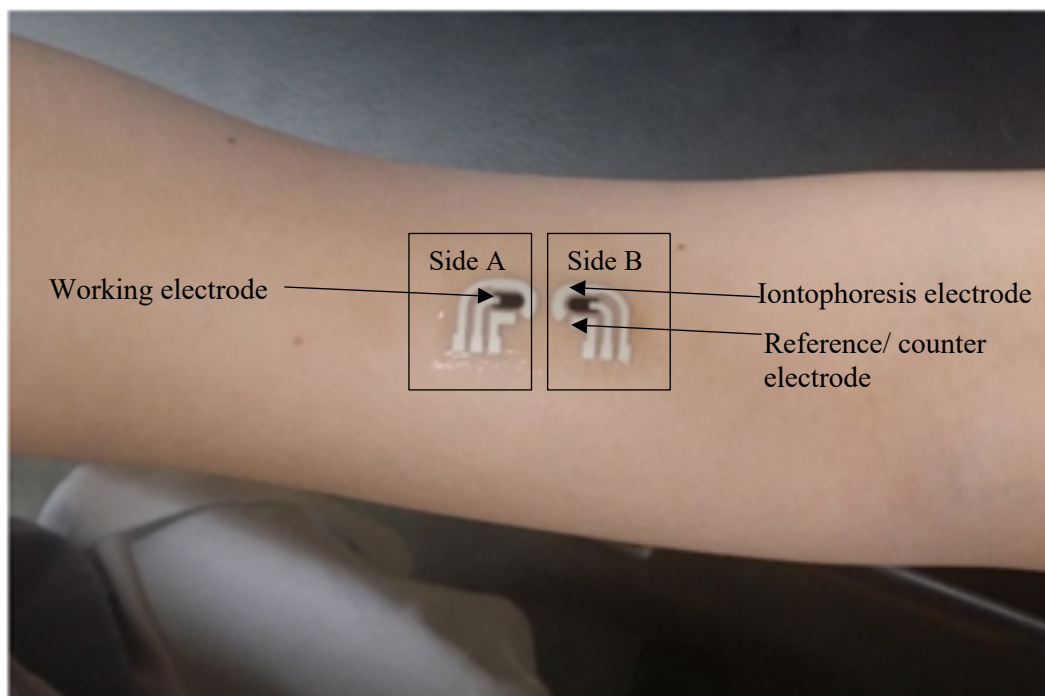 Side A
Side B
Working electrode
Iontophoresis electrode
Reference/ counter
electrode